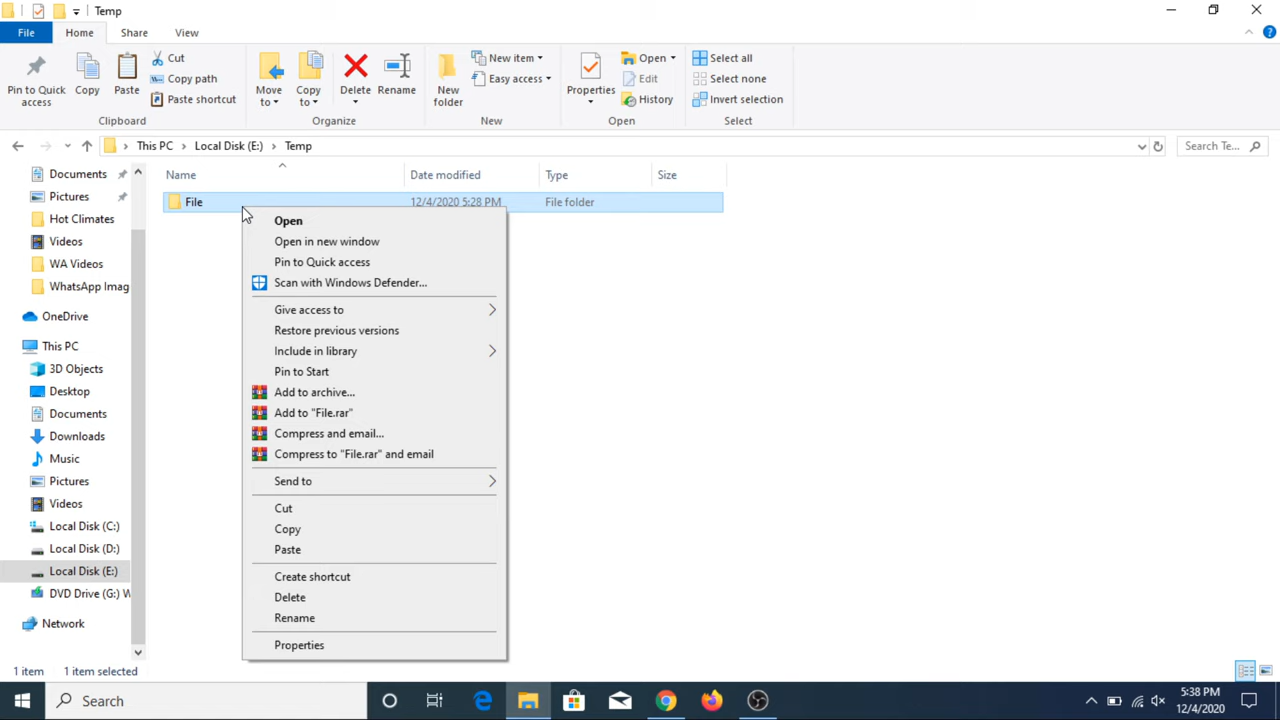 Temp
File Home Share View
Pin to Quick access
Copy
Paste
Cut
Copy path
Paste shortcut
Clipboard
Move to
Copy to
Delete
Rename
Organize
New folder
New item
Easy access
New
Properties
Open
Edit
History
Open
Select all
Select none
Invert selection
Select
This PC > Local Disk (E:) > Temp
Search Te...
Name Date modified Type Size
File 12/4/2020 5:28 PM File folder
Documents
Pictures
Hot Climates
Videos
WA Videos
WhatsApp Imag
OneDrive
This PC
3D Objects
Desktop
Documents
Downloads
Music
Pictures
Videos
Local Disk (C:)
Local Disk (D:)
Local Disk (E:)
DVD Drive (G:) W
Network
Open
Open in new window
Pin to Quick access
Scan with Windows Defender...
Give access to
Restore previous versions
Include in library
Pin to Start
Add to archive...
Add to "File.rar"
Compress and email...
Compress to "File.rar" and email
Send to
Cut
Copy
Paste
Create shortcut
Delete
Rename
Properties
1 item 1 item selected
Search
5:38 PM
12/4/2020